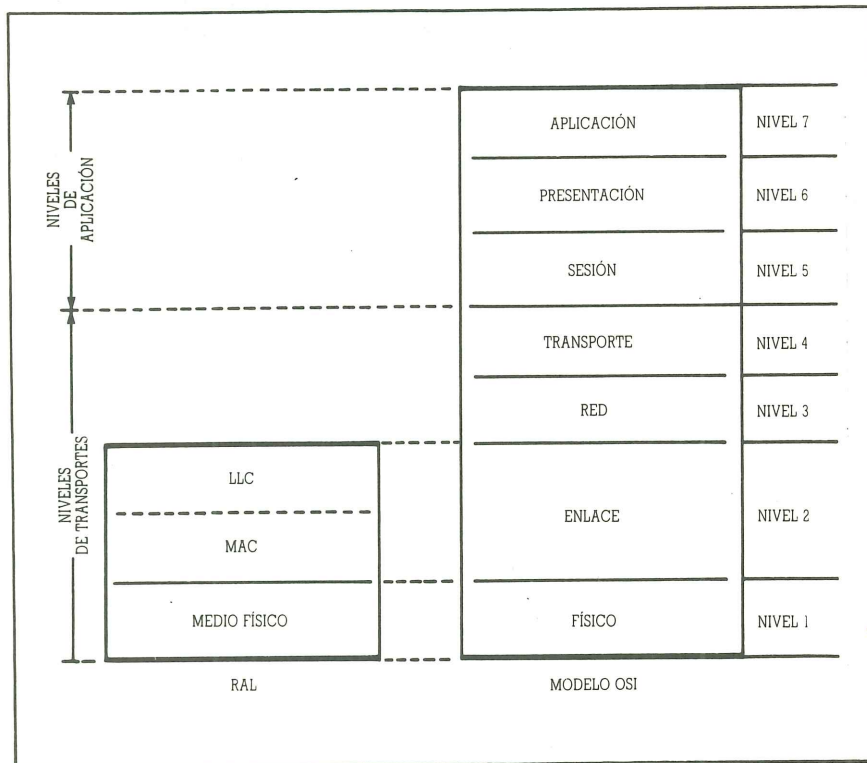 NIVELES
DE
APLICACIÓN
NIVELES
DE TRANSPORTES
LLC
MAC
MEDIO FÍSICO
RAL
APLICACIÓN
NIVEL 7
PRESENTACIÓN
NIVEL 6
SESIÓN
NIVEL 5
TRANSPORTE
NIVEL 4
RED
NIVEL 3
ENLACE
NIVEL 2
FÍSICO
NIVEL 1
MODELO OSI